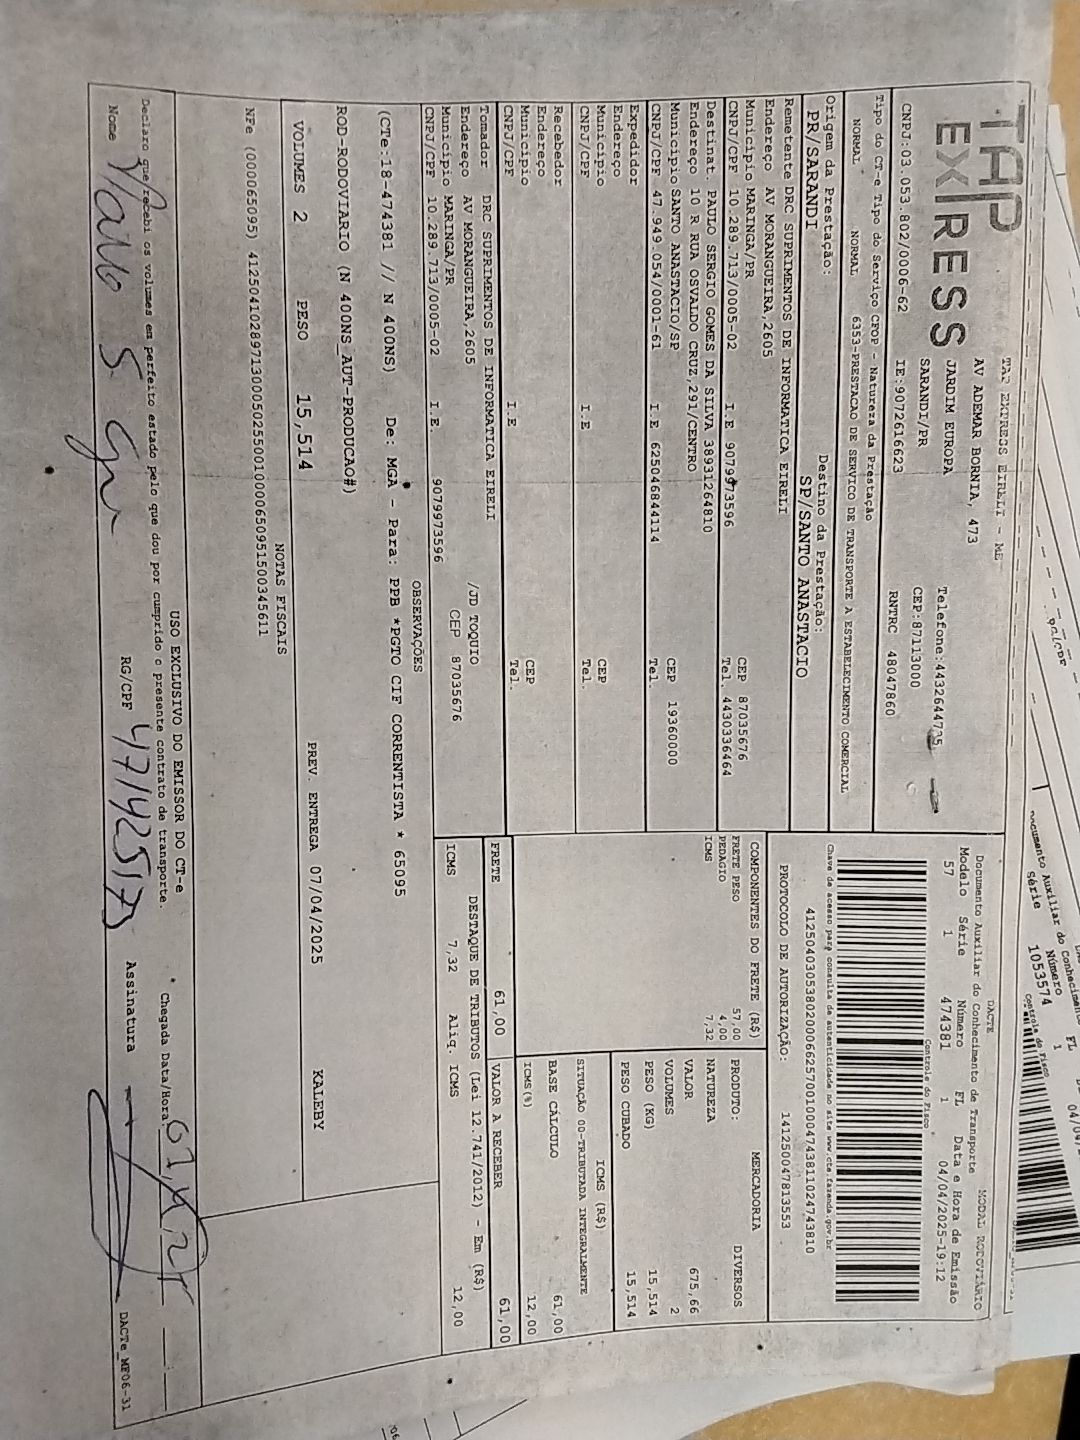 TAP
EXPRESS
TAP EXPRESS EIRELI - ME
AV ADEMAR BORNIA, 473
JARDIM EUROPA
SARANDI/PR
Telefone:4432644735
CEP:87113000
CNPJ:03.053.802/0006-62 IE:9072616623 RNTRC 48047860
DACTE MODAL RODOVIÁRIO
Documento Auxiliar do Conhecimento de Transporte
Modelo Série Número FL Data e Hora de Emissão
57 1 474381 1 04/04/2025-19:12
Controle do Fisco
Tipo do CT-e Tipo do Serviço CFOP - Natureza da Prestação
NORMAL NORMAL 6353-PRESTACAO DE SERVICO DE TRANSPORTE A ESTABELECIMENTO COMERCIAL
Chave de acesso para consulta de autenticidade no site www.cte.fazenda.gov.br
41250403053802000662570010004743811024743810
PROTOCOLO DE AUTORIZAÇÃO: 141250047813553
Origem da Prestação: Destino da Prestação:
PR/SARANDI SP/SANTO ANASTACIO
Remetente DRC SUPRIMENTOS DE INFORMATICA EIRELI
Endereço AV MORANGUEIRA,2605
Município MARINGA/PR CEP 87035676
CNPJ/CPF 10.289.713/0005-02 I.E 9079973596 Tel. 4430336464
Destinat. PAULO SERGIO GOMES DA SILVA 38931264810
Endereço 10 R RUA OSVALDO CRUZ,291/CENTRO
Município SANTO ANASTACIO/SP CEP 19360000
CNPJ/CPF 47.949.054/0001-61 I.E 625046844114 Tel.
Expedidor
Endereço
Município CEP
CNPJ/CPF I.E. Tel.
Recebedor
Endereço
Município CEP
CNPJ/CPF I.E Tel.
Tomador DRC SUPRIMENTOS DE INFORMATICA EIRELI
Endereço AV MORANGUEIRA,2605 /JD TOQUIO
Município MARINGA/PR CEP 87035676
CNPJ/CPF 10.289.713/0005-02 I.E. 9079973596
COMPONENTES DO FRETE (R$)
FRETE PESO 57,00
PEDAGIO 4,00
ICMS 7,32
MERCADORIA
PRODUTO: DIVERSOS
NATUREZA
VALOR 675,66
VOLUMES 2
PESO (KG) 15,514
PESO CUBADO 15,514
ICMS (R$)
SITUAÇÃO 00-TRIBUTADA INTEGRALMENTE
BASE CÁLCULO 61,00
ICMS(%) 12,00
FRETE 61,00 VALOR A RECEBER 61,00
DESTAQUE DE TRIBUTOS (Lei 12.741/2012) - Em (R$)
ICMS 7,32 Aliq. ICMS 12,00
OBSERVAÇÕES
(CTe:18-474381 // N 400NS) De: MGA - Para: PPB *PGTO CIF CORRENTISTA * 65095
ROD-RODOVIARIO (N 400NS_AUT-PRODUCAO#)
VOLUMES 2 PESO 15,514 PREV. ENTREGA 07/04/2025 KALEBY
NOTAS FISCAIS
NFe (000065095) 41250410289713000502550010000650951500345611
USO EXCLUSIVO DO EMISSOR DO CT-e
Declaro que recebi os volumes em perfeito estado pelo que dou por cumprido o presente contrato de transporte.
Chegada Data/Hora:
Nome RG/CPF Assinatura
DACTe_MF06-31
Documento Auxiliar do Conhecimento
Série Número FL
1053574 1
Controle do Fisco